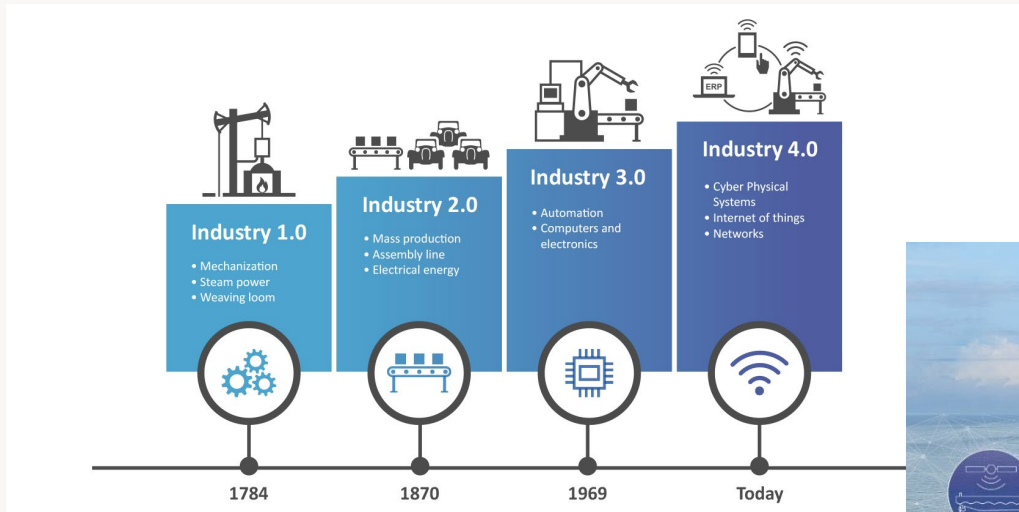 ERP
Industry 1.0
• Mechanization
• Steam power
• Weaving loom
Industry 2.0
• Mass production
• Assembly line
• Electrical energy
Industry 3.0
• Automation
• Computers and
electronics
Industry 4.0
• Cyber Physical
Systems
• Internet of things
• Networks
1784
1870
1969
Today